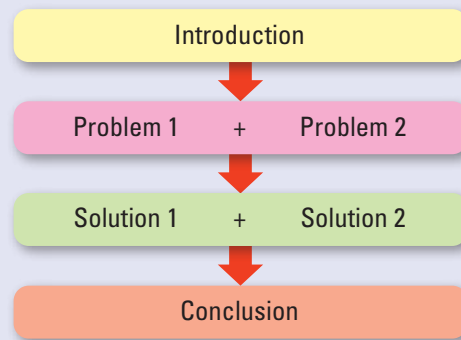 Introduction
Problem 1 + Problem 2
Solution 1 + Solution 2
Conclusion